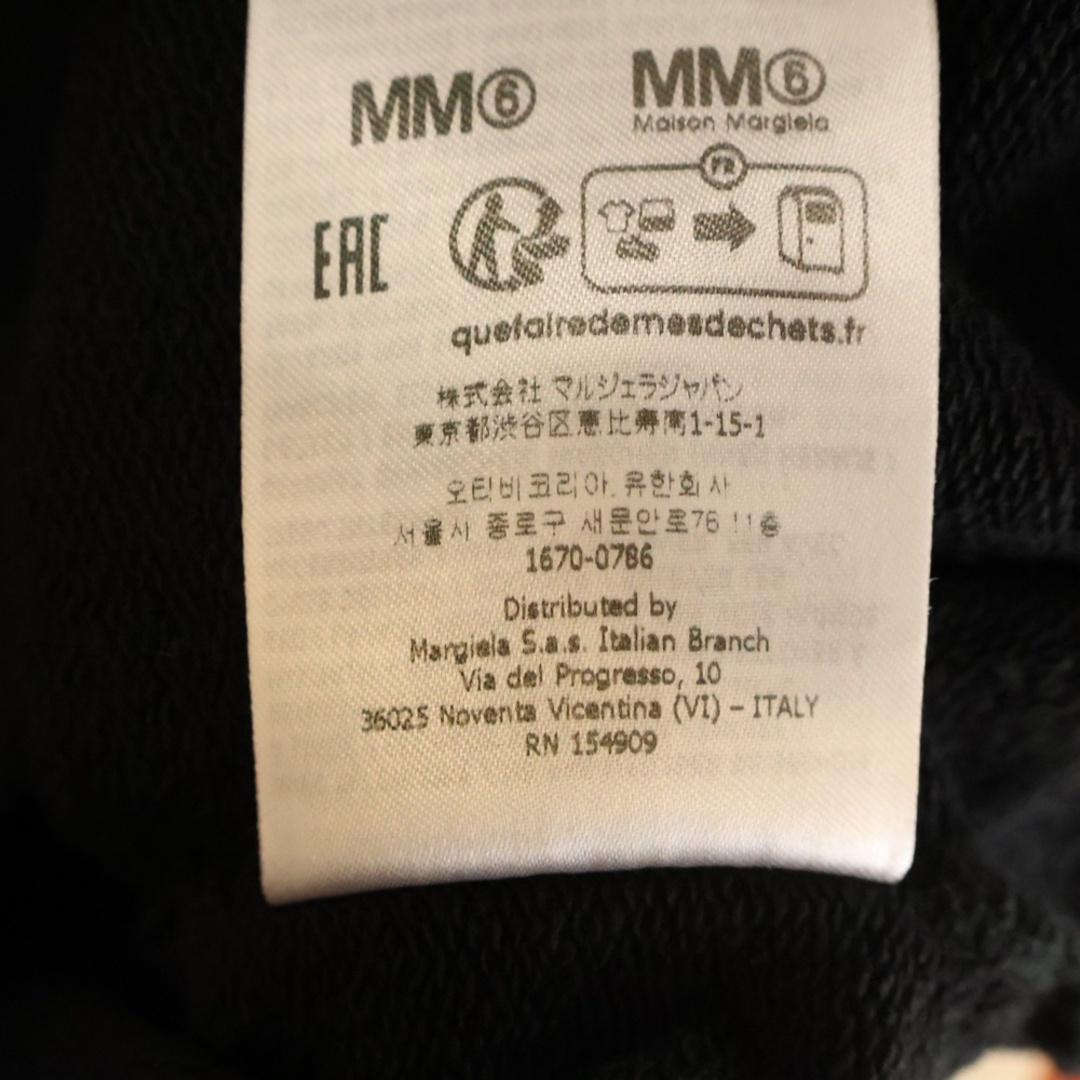 MM⑥
MM⑥
Maison Margiela
FR
EAC
quefairedemesdechets.fr
株式会社 マルジェラジャパン
東京都渋谷区恵比寿南1-15-1
오티비코리아. 유한회사
서울시 종로구 새문안로76 11층
1670-0786
Distributed by
Margiela S.a.s. Italian Branch
Via del Progresso, 10
36025 Noventa Vicentina (VI) – ITALY
RN 154909